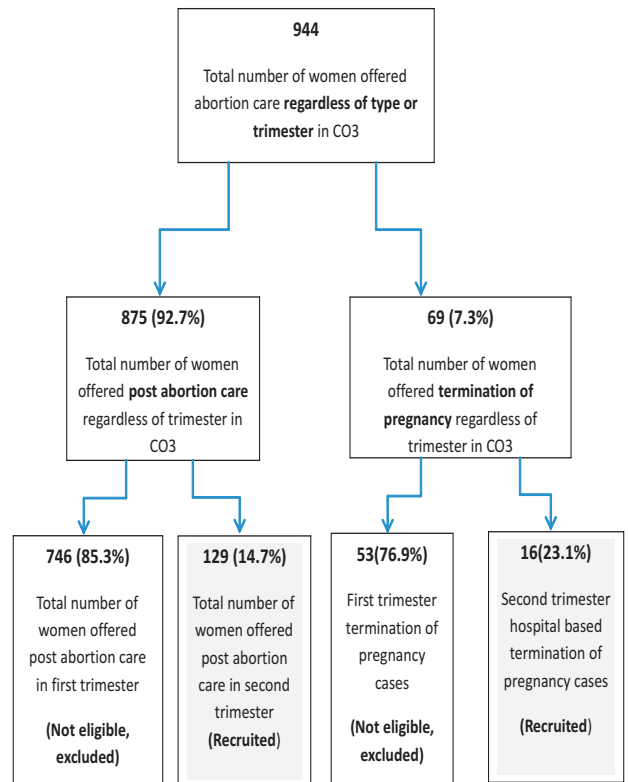 944
Total number of women offered
abortion care regardless of type or
trimester in CO3
875 (92.7%)
Total number of women
offered post abortion care
regardless of trimester in
CO3
69 (7.3%)
Total number of women
offered termination of
pregnancy regardless of
trimester in CO3
746 (85.3%)
Total number of
women offered
post abortion care
in first trimester
(Not eligible,
excluded)
129 (14.7%)
Total number of
women offered
post abortion
care in second
trimester
(Recruited)
53(76.9%)
First trimester
termination of
pregnancy
cases
(Not eligible,
excluded)
16(23.1%)
Second trimester
hospital based
termination of
pregnancy cases
(Recruited)